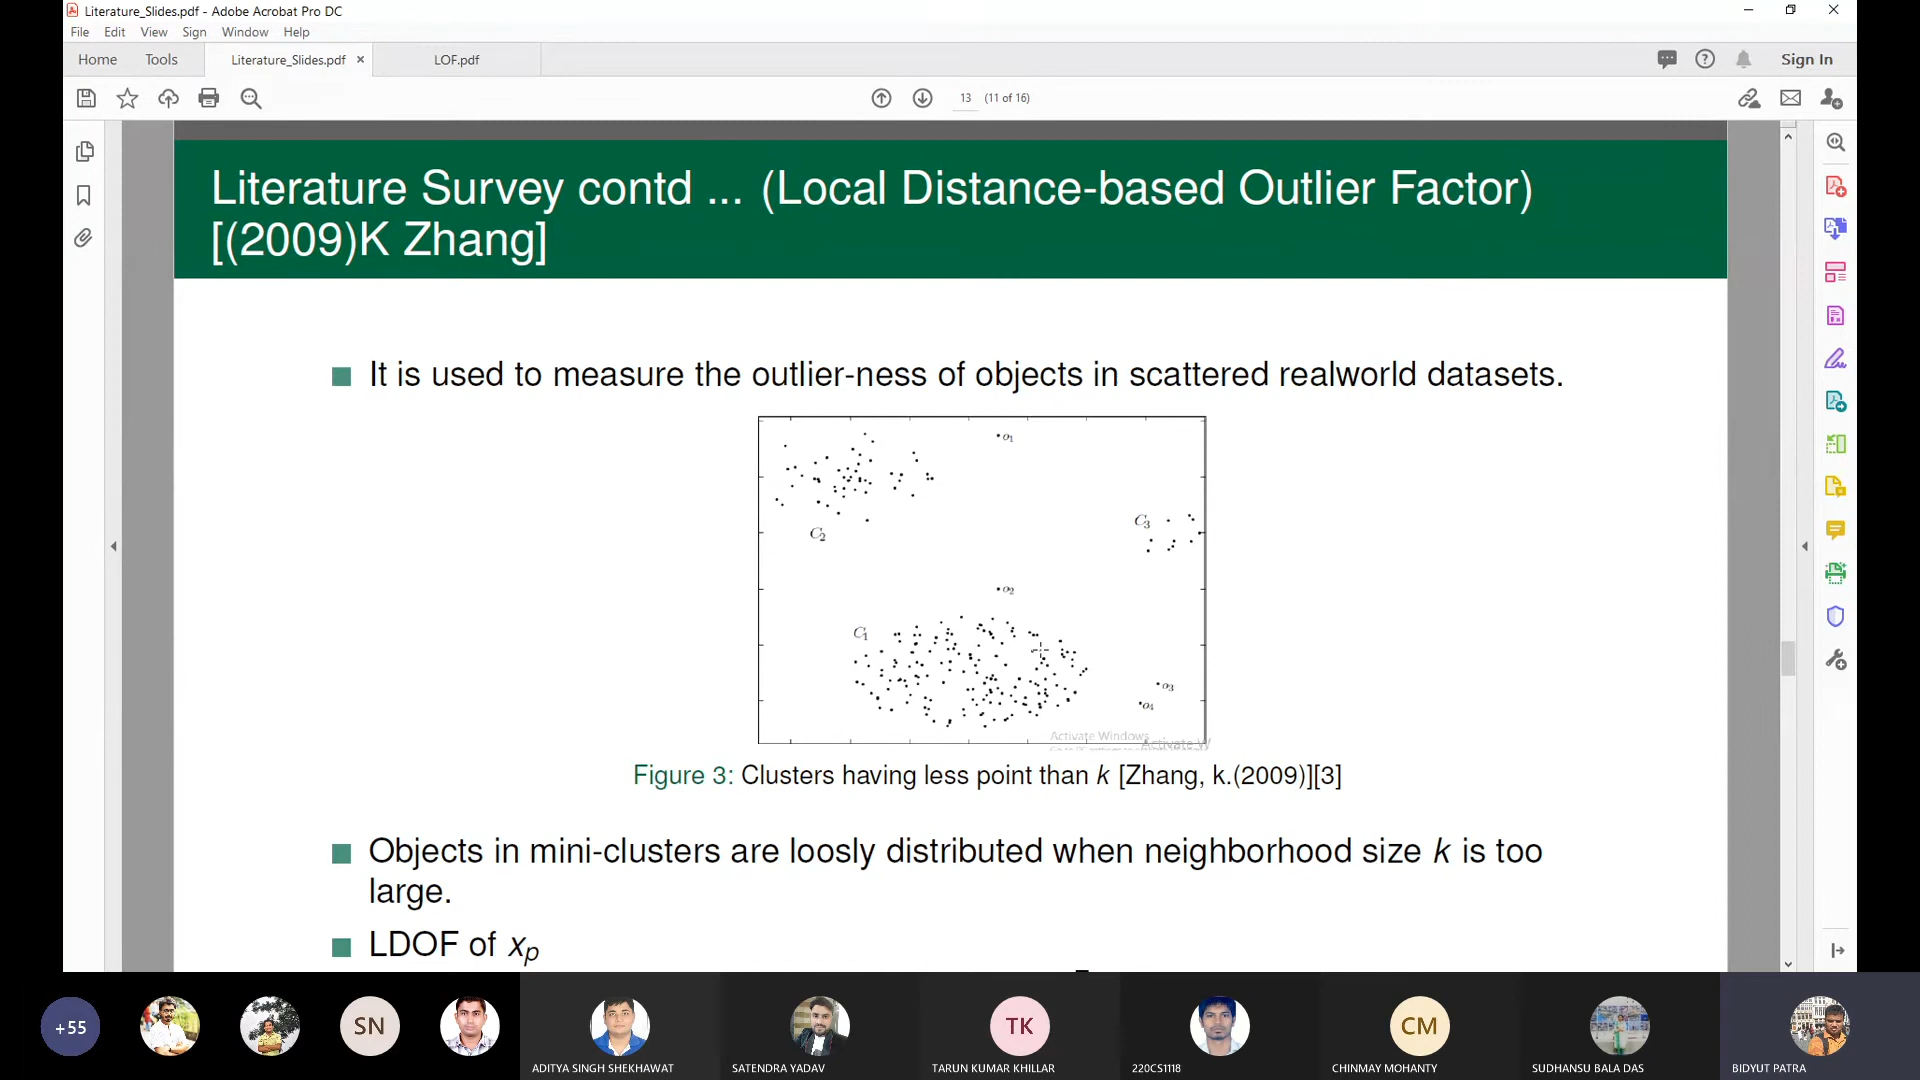 Literature_Slides.pdf - Adobe Acrobat Pro DC
File Edit View Sign Window Help
Home Tools Literature_Slides.pdf × LOF.pdf Sign In
13 (11 of 16)
Literature Survey contd ... (Local Distance-based Outlier Factor)
[(2009)K Zhang]
It is used to measure the outlier-ness of objects in scattered realworld datasets.
o1
C3
C2
o2
C1
o3
o4
Activate Windows
Activate W
Figure 3: Clusters having less point than k [Zhang, k.(2009)][3]
Objects in mini-clusters are loosly distributed when neighborhood size k is too
large.
LDOF of xp
+55 SN TK CM
ADITYA SINGH SHEKHAWAT SATENDRA YADAV TARUN KUMAR KHILLAR 220CS1118 CHINMAY MOHANTY SUDHANSU BALA DAS BIDYUT PATRA